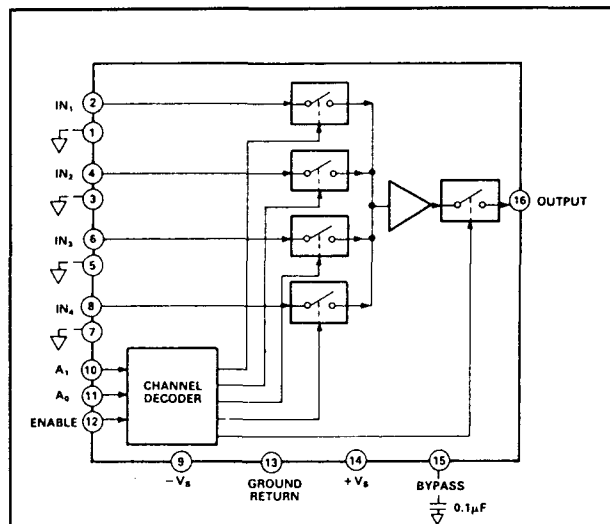 IN₁ 2
1
IN₂ 4
3
IN₃ 6
5
IN₄ 8
7
A₁ 10
A₀ 11
ENABLE 12
CHANNEL
DECODER
16 OUTPUT
9 13 14 15
−Vs GROUND
RETURN +Vs BYPASS
0.1μF